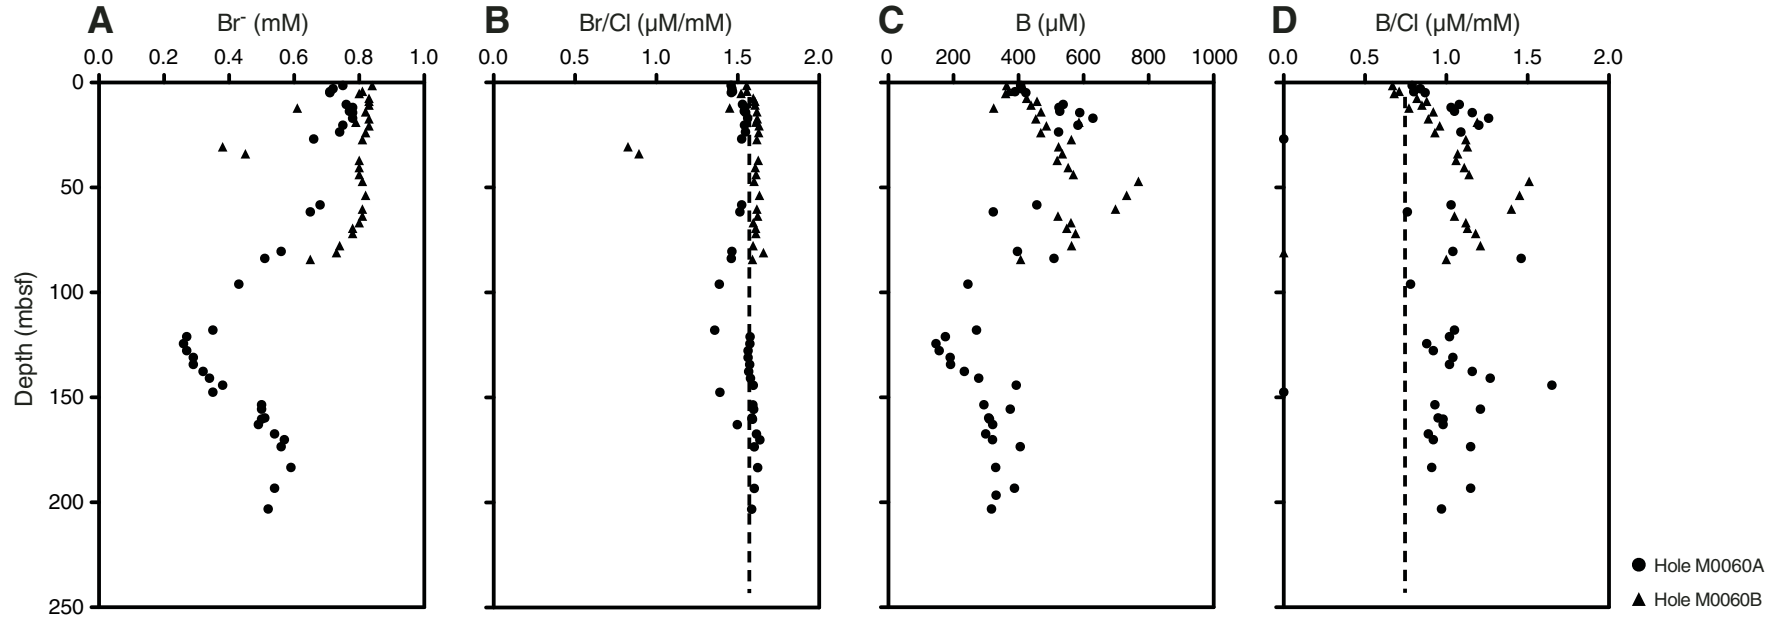 A Br⁻ (mM)
B Br/Cl (µM/mM)
C B (µM)
D B/Cl (µM/mM)
0.0 0.2 0.4 0.6 0.8 1.0
0.0 0.5 1.0 1.5 2.0
0 200 400 600 800 1000
0.0 0.5 1.0 1.5 2.0
0
50
100
150
200
250
Depth (mbsf)
Hole M0060A
Hole M0060B